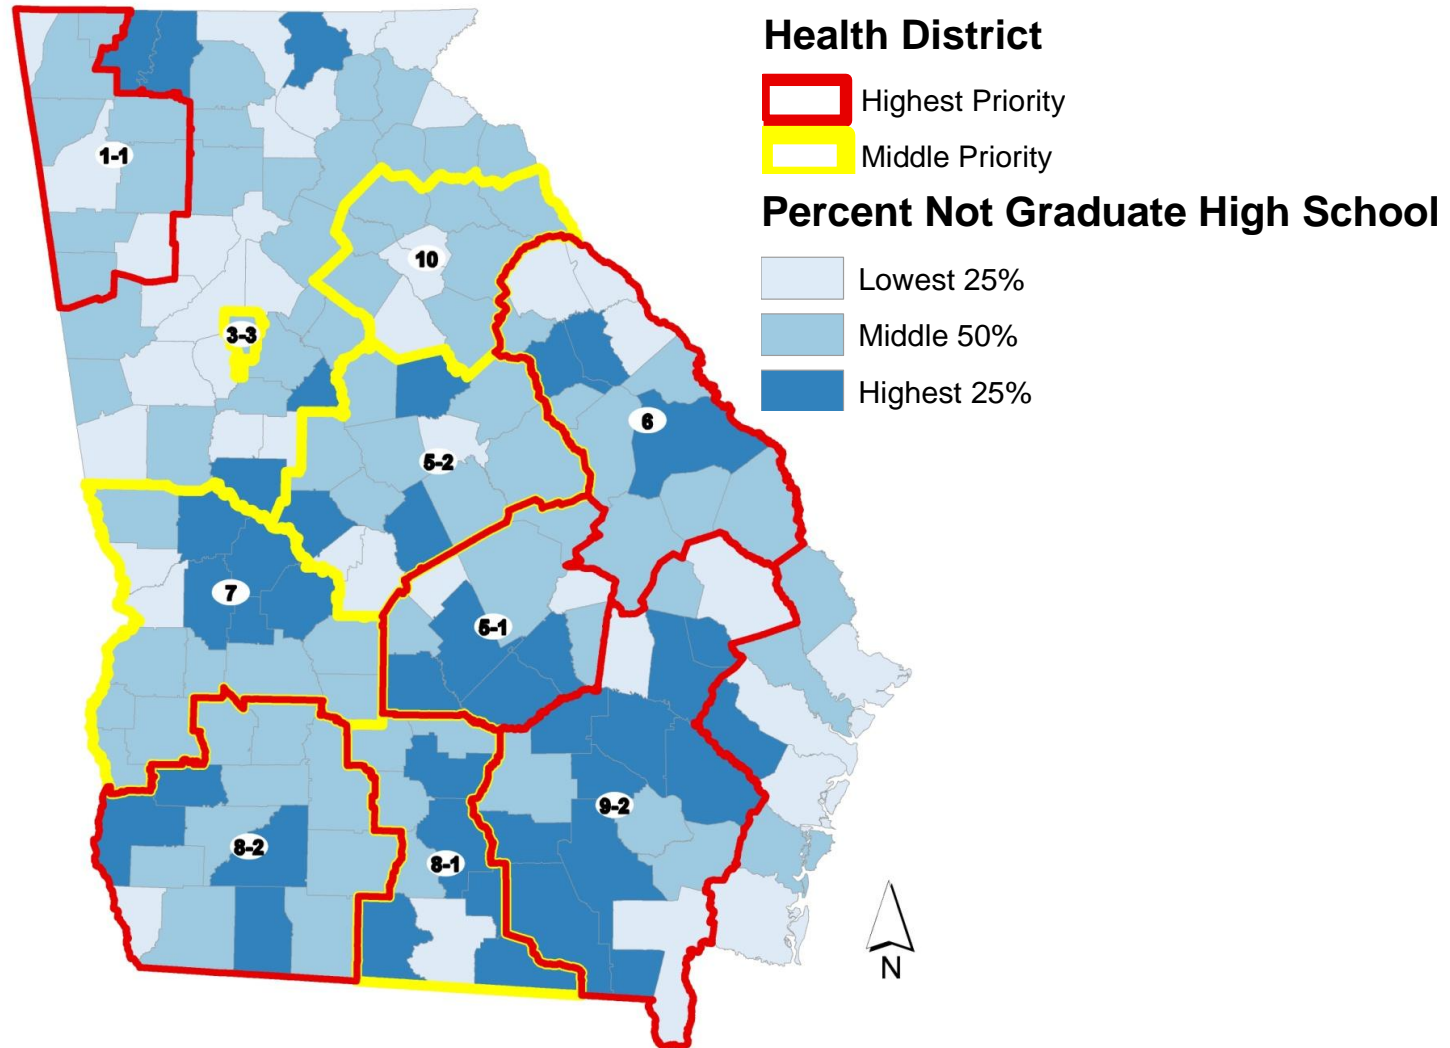 Health District
Highest Priority
Middle Priority
Percent Not Graduate High School
Lowest 25%
Middle 50%
Highest 25%
1-1
10
3-3
6
5-2
7
5-1
9-2
8-2
8-1
N